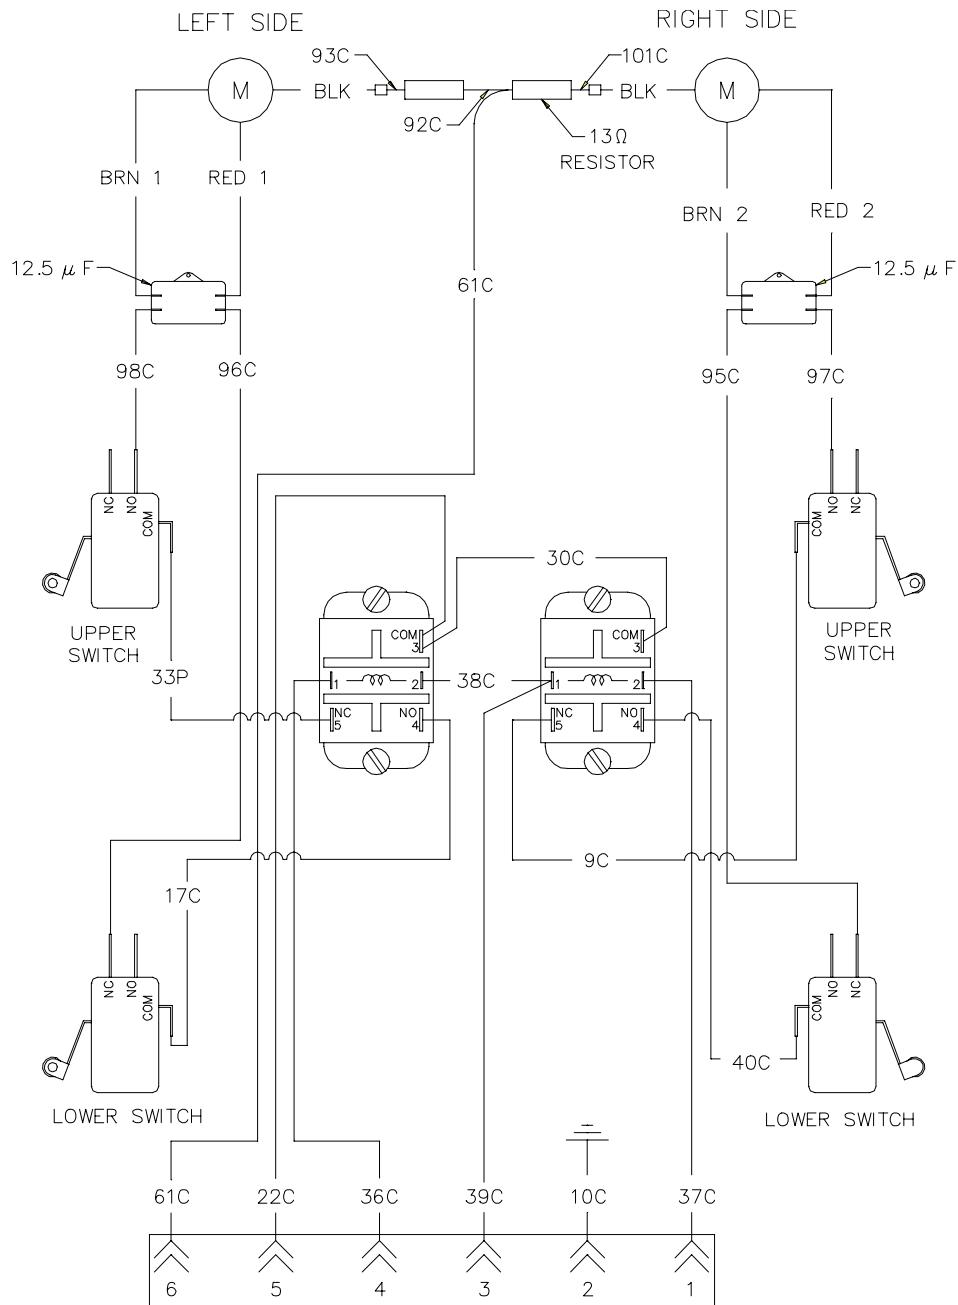 LEFT SIDE
RIGHT SIDE
93C
101C
M
BLK
BLK
M
92C
13Ω
RESISTOR
BRN 1
RED 1
BRN 2
RED 2
12.5 μF
61C
12.5 μF
98C
96C
95C
97C
NC
NO
COM
COM
NO
NC
30C
UPPER
SWITCH
UPPER
SWITCH
COM
3
COM
3
33P
1
2
38C
1
2
NC
5
NO
4
NC
5
NO
4
9C
17C
NC
NO
COM
COM
NO
NC
40C
LOWER SWITCH
LOWER SWITCH
61C
22C
36C
39C
10C
37C
6
5
4
3
2
1